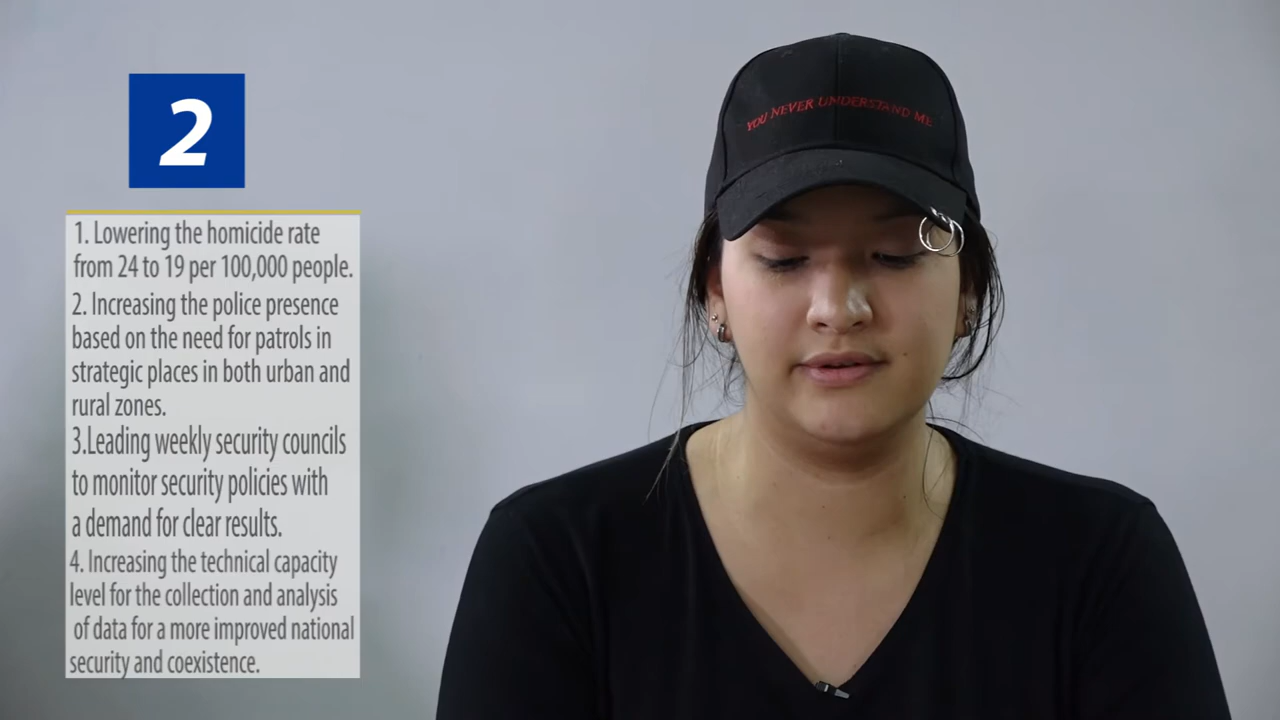 2
1. Lowering the homicide rate
from 24 to 19 per 100,000 people.
2. Increasing the police presence
based on the need for patrols in
strategic places in both urban and
rural zones.
3.Leading weekly security councils
to monitor security policies with
a demand for clear results.
4. Increasing the technical capacity
level for the collection and analysis
of data for a more improved national
security and coexistence.
YOU NEVER UNDERSTAND ME